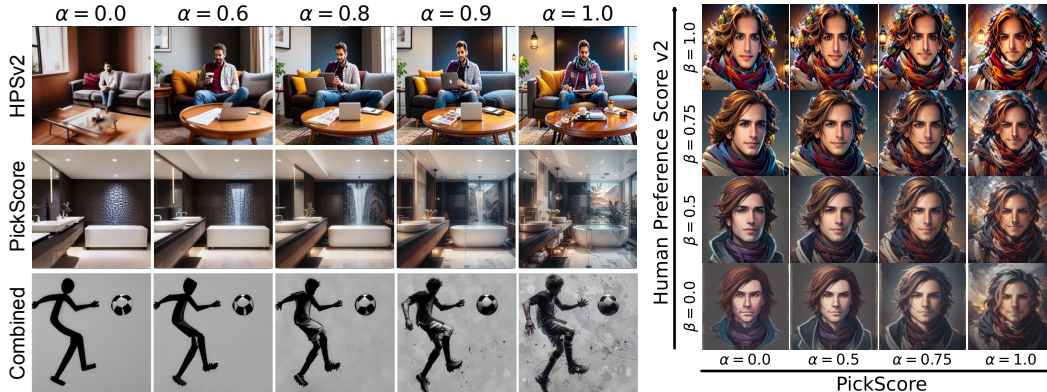 α = 0.0 α = 0.6 α = 0.8 α = 0.9 α = 1.0
HPSv2
PickScore
Combined
Human Preference Score v2
β = 1.0
β = 0.75
β = 0.5
β = 0.0
α = 0.0 α = 0.5 α = 0.75 α = 1.0
PickScore